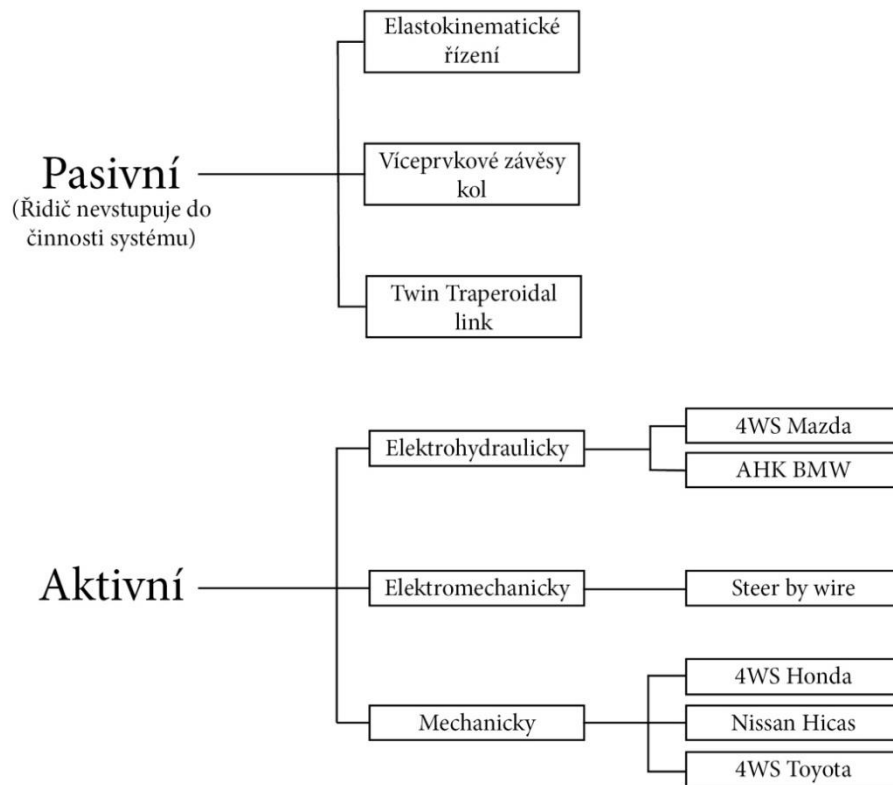 Elastokinematické
řízení
Pasivní
(Řidič nevstupuje do
činnosti systému)
Víceprvkové závěsy
kol
Twin Traperoidal
link
Aktivní
Elektrohydraulicky
4WS Mazda
AHK BMW
Elektromechanicky
Steer by wire
Mechanicky
4WS Honda
Nissan Hicas
4WS Toyota